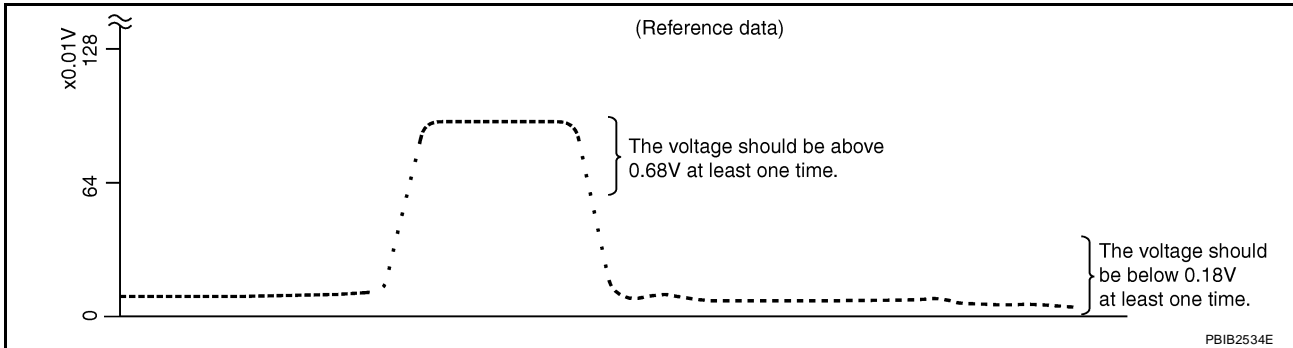 (Reference data)
x0.01V
128
64
0
The voltage should be above
0.68V at least one time.
The voltage should
be below 0.18V
at least one time.
PBIB2534E